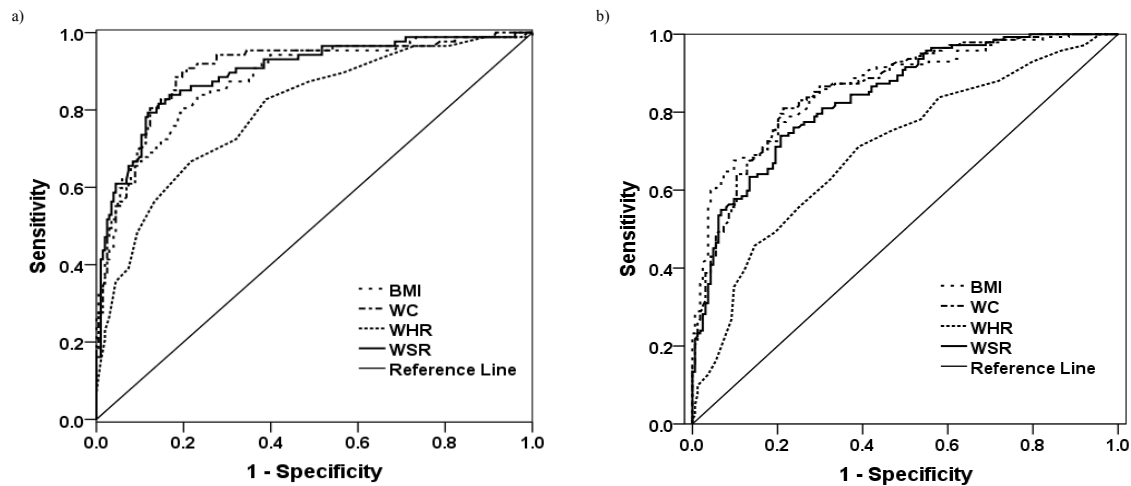 a)
1.0
0.8
0.6
0.4
0.2
0.0
Sensitivity
BMI
WC
WHR
WSR
Reference Line
0.0 0.2 0.4 0.6 0.8 1.0
1 - Specificity
b)
1.0
0.8
0.6
0.4
0.2
0.0
Sensitivity
BMI
WC
WHR
WSR
Reference Line
0.0 0.2 0.4 0.6 0.8 1.0
1 - Specificity